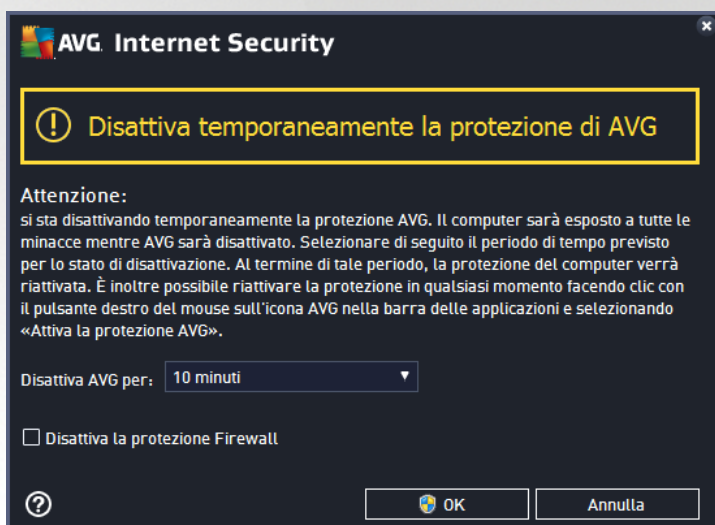 AVG. Internet Security
Disattiva temporaneamente la protezione di AVG
Attenzione:
si sta disattivando temporaneamente la protezione AVG. Il computer sarà esposto a tutte le
minacce mentre AVG sarà disattivato. Selezionare di seguito il periodo di tempo previsto
per lo stato di disattivazione. Al termine di tale periodo, la protezione del computer verrà
riattivata. È inoltre possibile riattivare la protezione in qualsiasi momento facendo clic con
il pulsante destro del mouse sull'icona AVG nella barra delle applicazioni e selezionando
«Attiva la protezione AVG».
Disattiva AVG per: 10 minuti
Disattiva la protezione Firewall
OK Annulla